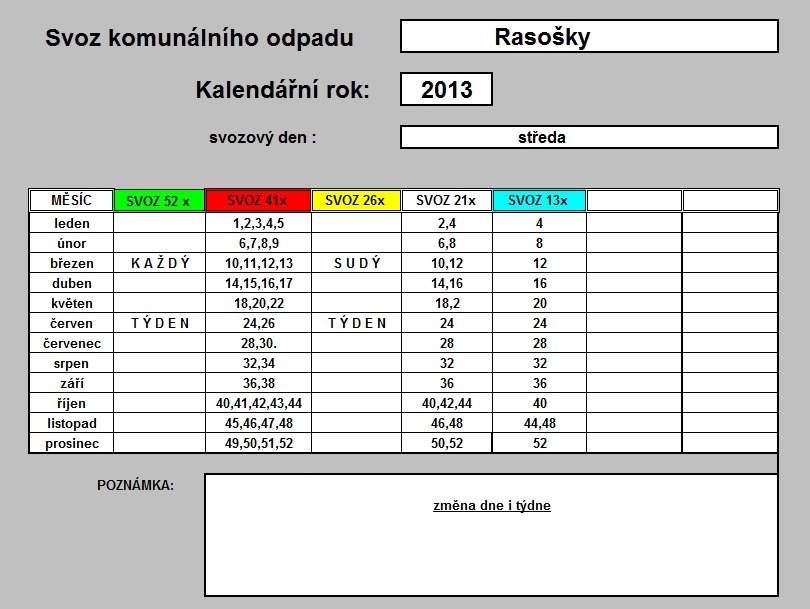 Svoz komunálního odpadu Rasošky
Kalendářní rok: 2013
svozový den : středa
MĚSÍC SVOZ 52 x SVOZ 41x SVOZ 26x SVOZ 21x SVOZ 13x
leden 1,2,3,4,5 2,4 4
únor 6,7,8,9 6,8 8
březen K A Ž D Ý 10,11,12,13 S U D Ý 10,12 12
duben 14,15,16,17 14,16 16
květen 18,20,22 18,2 20
červen T Ý D E N 24,26 T Ý D E N 24 24
červenec 28,30. 28 28
srpen 32,34 32 32
září 36,38 36 36
říjen 40,41,42,43,44 40,42,44 40
listopad 45,46,47,48 46,48 44,48
prosinec 49,50,51,52 50,52 52
POZNÁMKA:
změna dne i týdne